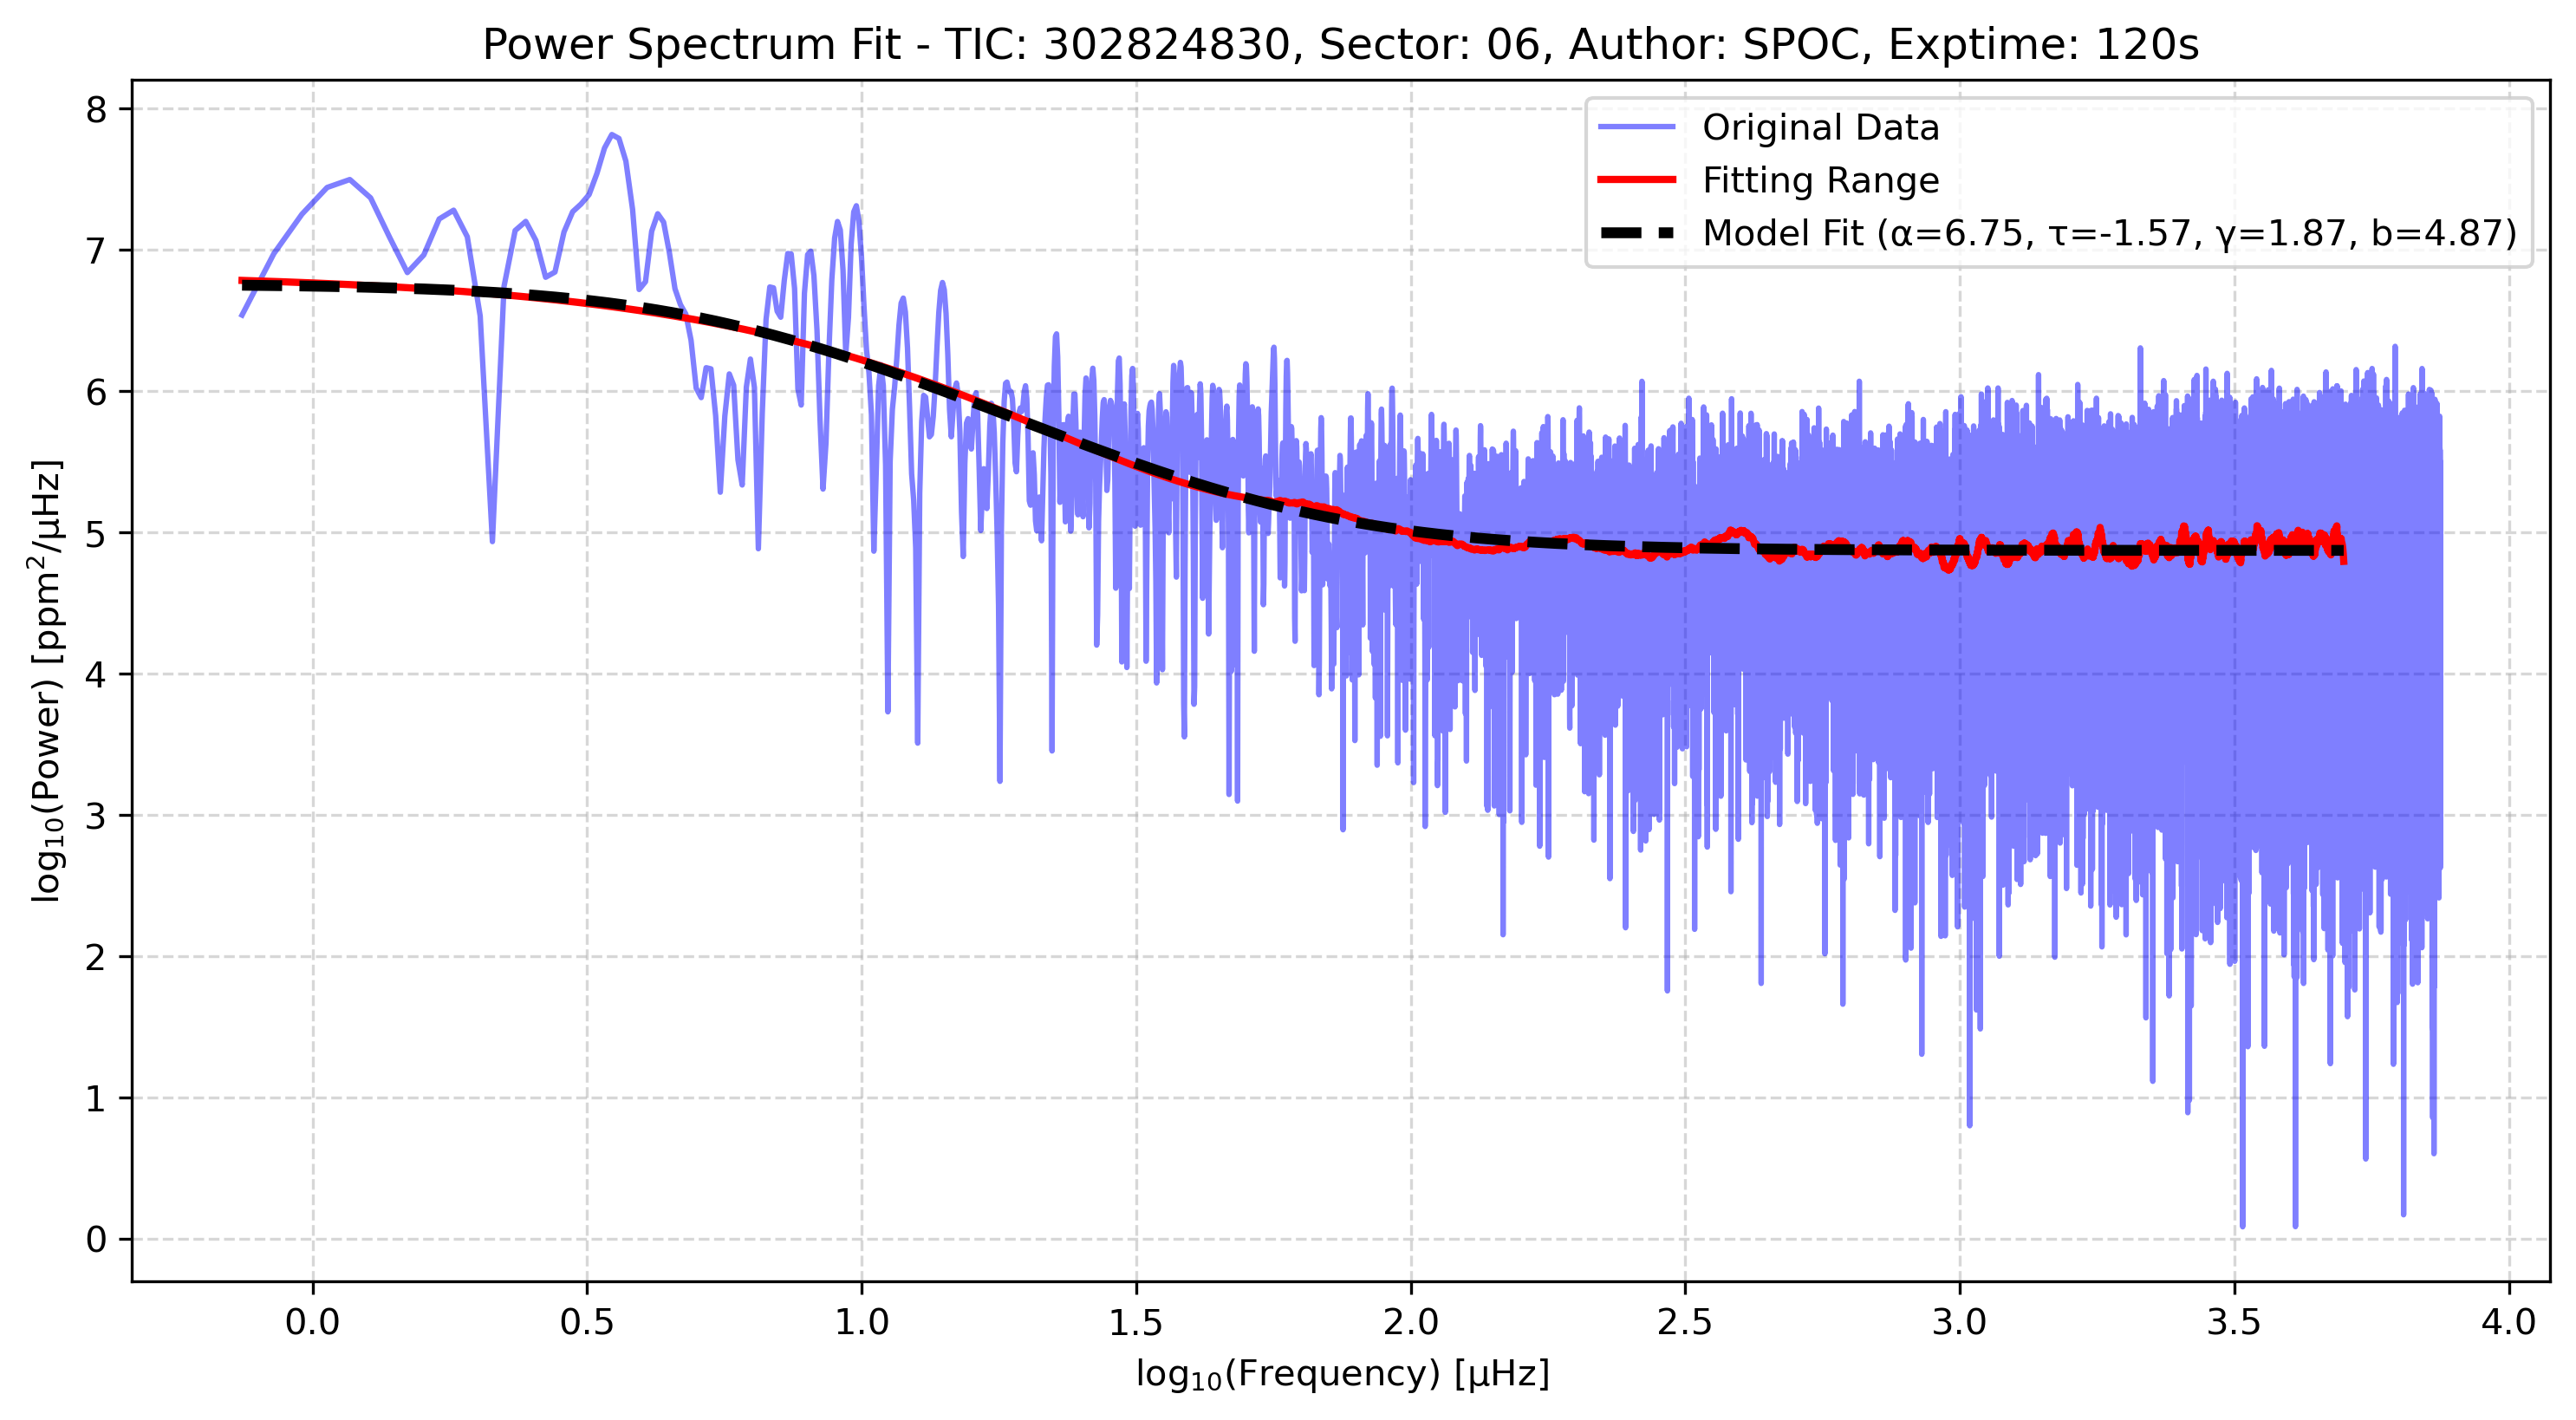 Power Spectrum Fit - TIC: 302824830, Sector: 06, Author: SPOC, Exptime: 120s
Original Data
Fitting Range
Model Fit (α=6.75, τ=-1.57, γ=1.87, b=4.87)
log₁₀(Power) [ppm²/μHz]
8
7
6
5
4
3
2
1
0
0.0 0.5 1.0 1.5 2.0 2.5 3.0 3.5 4.0
log₁₀(Frequency) [μHz]